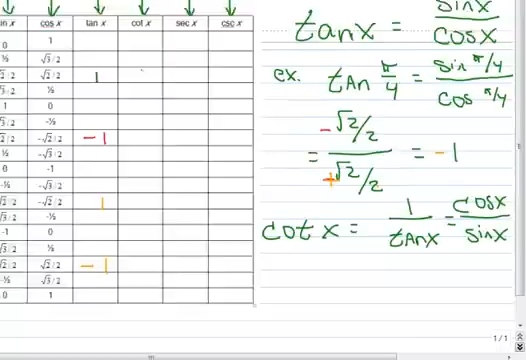 in x cos x tan x cot x sec x csc x
0 1
½ √3/2
√2/2 √2/2 1
√3/2 ½
1 0
√3/2 -½
√2/2 -√2/2 -1
½ -√3/2
0 -1
-½ -√3/2
√2/2 -√2/2 1
√3/2 -½
-1 0
√3/2 ½
√2/2 √2/2 -1
-½ √3/2
0 1
tan x = sin x / cos x
ex. tAn π/4 = sin π/4 / cos π/4
= -√2/2 / +√2/2 = -1
cot x = 1 / tAn x = cos x / sin x
1 / 1